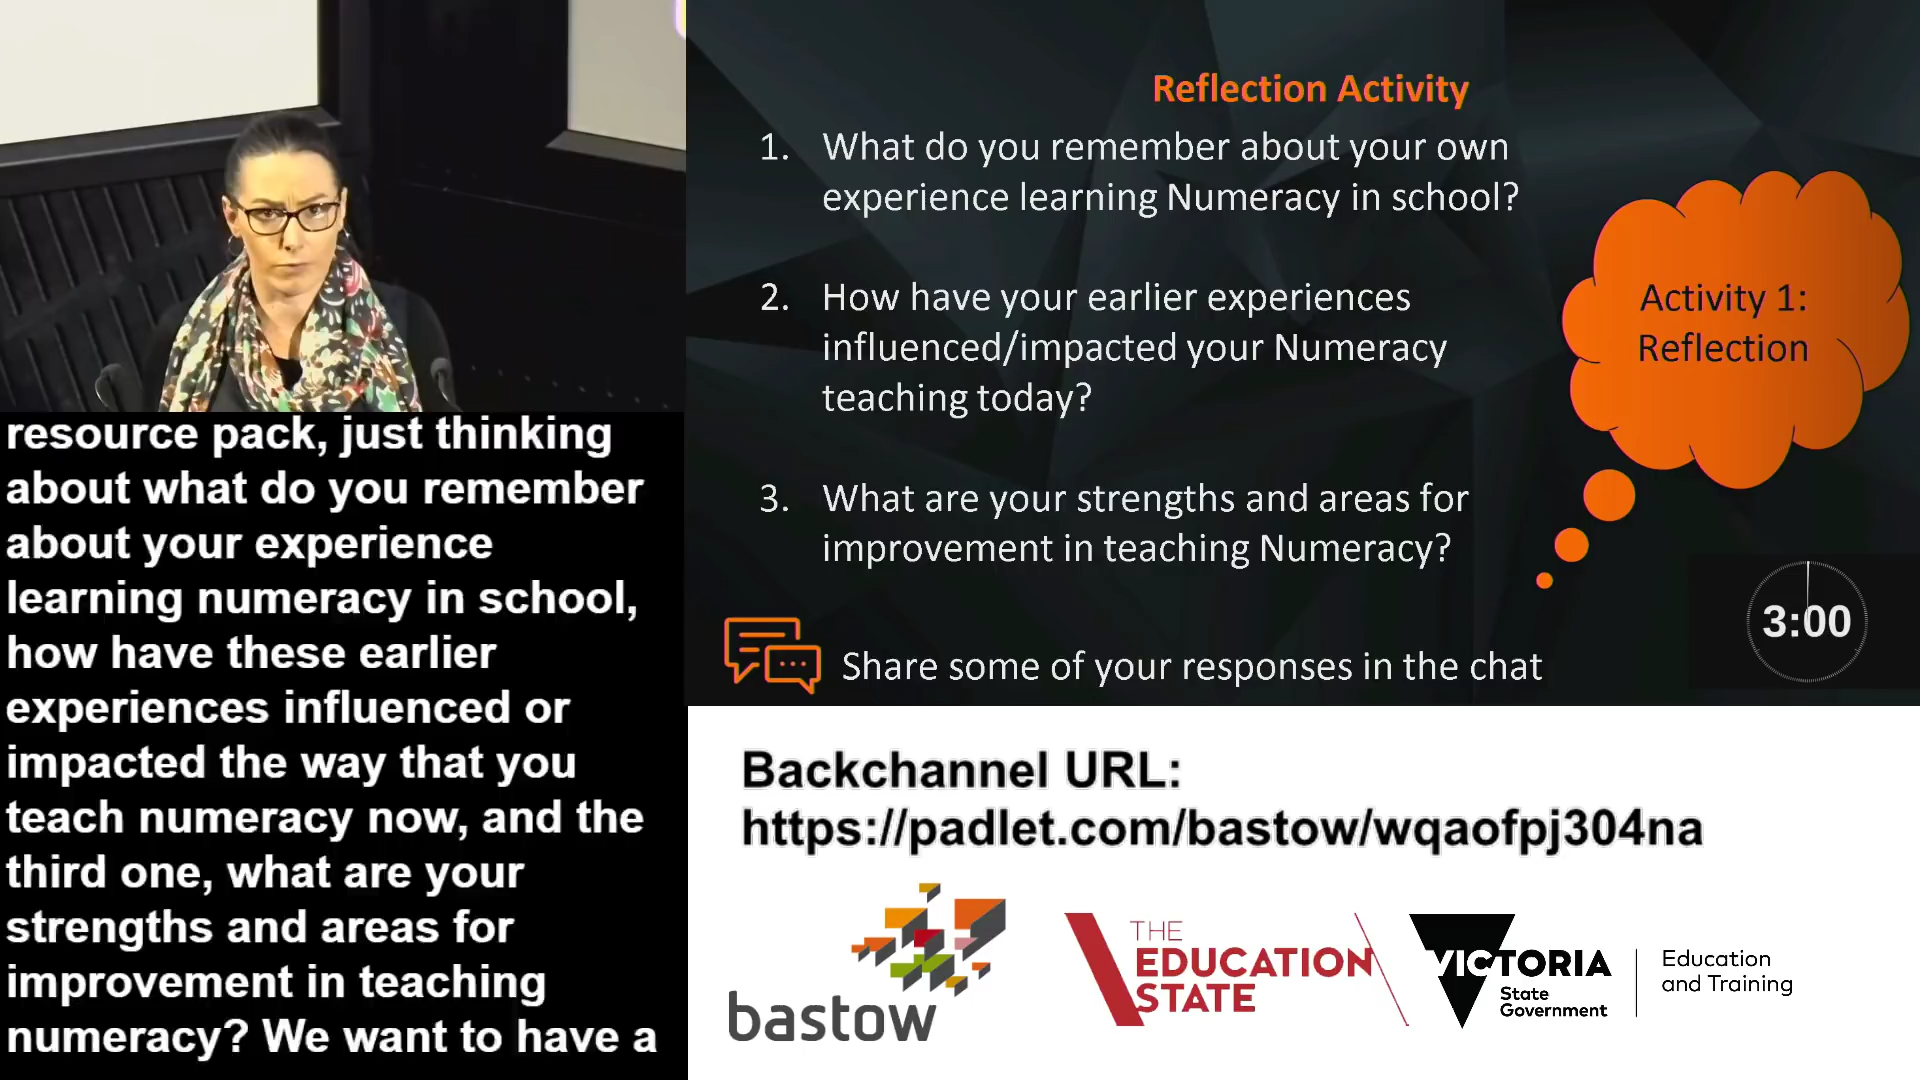 resource pack, just thinking
about what do you remember
about your experience
learning numeracy in school,
how have these earlier
experiences influenced or
impacted the way that you
teach numeracy now, and the
third one, what are your
strengths and areas for
improvement in teaching
numeracy? We want to have a
Reflection Activity
1. What do you remember about your own
experience learning Numeracy in school?
2. How have your earlier experiences
influenced/impacted your Numeracy
teaching today?
3. What are your strengths and areas for
improvement in teaching Numeracy?
Share some of your responses in the chat
Activity 1:
Reflection
3:00
Backchannel URL:
https://padlet.com/bastow/wqaofpj304na
bastow
THE
EDUCATION
STATE
VICTORIA
State
Government
Education
and Training